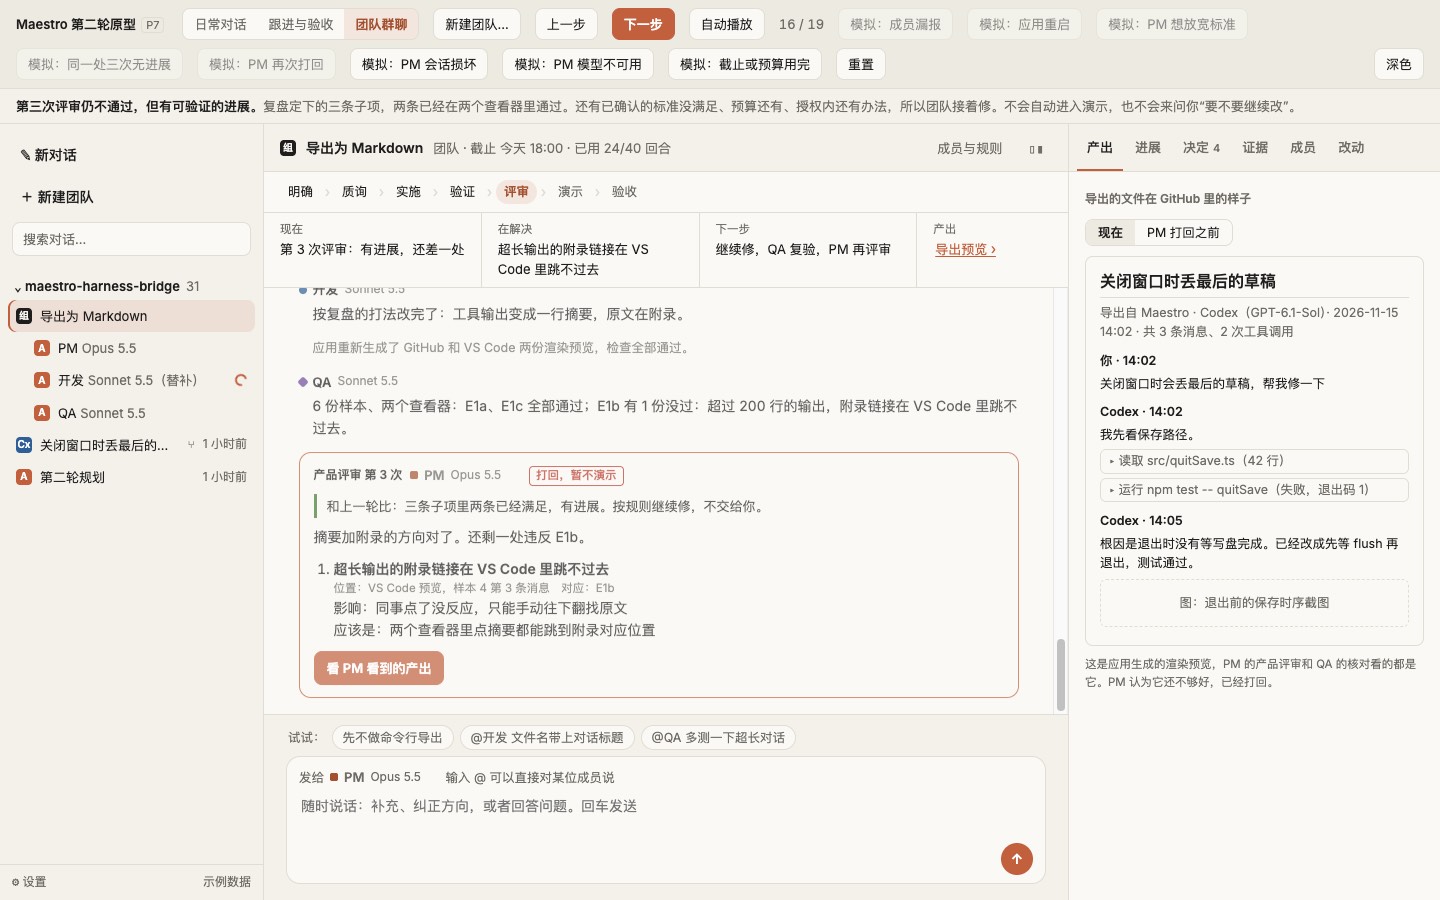 Maestro 第二轮原型 P7 日常对话 跟进与验收 团队群聊 新建团队... 上一步 下一步 自动播放 16 / 19 模拟：成员漏报 模拟：应用重启 模拟：PM 想放宽标准
模拟：同一处三次无进展 模拟：PM 再次打回 模拟：PM 会话损坏 模拟：PM 模型不可用 模拟：截止或预算用完 重置 深色
第三次评审仍不通过，但有可验证的进展。复盘定下的三条子项，两条已经在两个查看器里通过。还有已确认的标准没满足、预算还有、授权内还有办法，所以团队接着修。不会自动进入演示，也不会来问你“要不要继续改”。
✎ 新对话
＋ 新建团队
搜索对话...
maestro-harness-bridge 31
组 导出为 Markdown
A PM Opus 5.5
A 开发 Sonnet 5.5（替补）
A QA Sonnet 5.5
Cx 关闭窗口时丢最后的... 1 小时前
A 第二轮规划 1 小时前
⚙ 设置 示例数据
组 导出为 Markdown 团队 · 截止 今天 18:00 · 已用 24/40 回合 成员与规则
明确 › 质询 › 实施 › 验证 › 评审 › 演示 › 验收
现在
第 3 次评审：有进展，还差一处
在解决
超长输出的附录链接在 VS
Code 里跳不过去
下一步
继续修，QA 复验，PM 再评审
产出
导出预览 ›
开发 Sonnet 5.5
按复盘的打法改完了：工具输出变成一行摘要，原文在附录。
应用重新生成了 GitHub 和 VS Code 两份渲染预览，检查全部通过。
QA Sonnet 5.5
6 份样本、两个查看器：E1a、E1c 全部通过；E1b 有 1 份没过：超过 200 行的输出，附录链接在 VS Code 里跳不
过去。
产品评审 第 3 次 PM Opus 5.5 打回，暂不演示
和上一轮比：三条子项里两条已经满足，有进展。按规则继续修，不交给你。
摘要加附录的方向对了。还剩一处违反 E1b。
1. 超长输出的附录链接在 VS Code 里跳不过去
位置：VS Code 预览，样本 4 第 3 条消息 对应：E1b
影响：同事点了没反应，只能手动往下翻找原文
应该是：两个查看器里点摘要都能跳到附录对应位置
看 PM 看到的产出
试试： 先不做命令行导出 @开发 文件名带上对话标题 @QA 多测一下超长对话
发给 PM Opus 5.5 输入 @ 可以直接对某位成员说
随时说话：补充、纠正方向，或者回答问题。回车发送
产出 进展 决定 4 证据 成员 改动
导出的文件在 GitHub 里的样子
现在 PM 打回之前
关闭窗口时丢最后的草稿
导出自 Maestro · Codex（GPT-6.1-Sol）· 2026-11-15
14:02 · 共 3 条消息、2 次工具调用
你 · 14:02
关闭窗口时会丢最后的草稿，帮我修一下
Codex · 14:02
我先看保存路径。
▸ 读取 src/quitSave.ts（42 行）
▸ 运行 npm test -- quitSave（失败，退出码 1）
Codex · 14:05
根因是退出时没有等写盘完成。已经改成先等 flush 再
退出，测试通过。
图：退出前的保存时序截图
这是应用生成的渲染预览，PM 的产品评审和 QA 的核对看的都是
它。PM 认为它还不够好，已经打回。